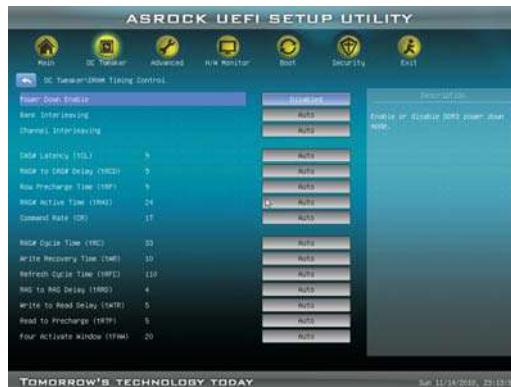 ASROCK UEFI SETUP UTILITY
Main OC Tweaker Advanced H/W Monitor Boot Security Exit
OC Tweaker\DRAM Timing Control
Description
Power Down Enable Disabled
Enable or disable DDR3 power down mode.
Bank Interleaving Auto
Channel Interleaving Auto
CAS# Latency (tCL) 9 Auto
RAS# to CAS# Delay (tRCD) 9 Auto
Row Precharge Time (tRP) 9 Auto
RAS# Active Time (tRAS) 24 Auto
Command Rate (CR) 1T Auto
RAS# Cycle Time (tRC) 33 Auto
Write Recovery Time (tWR) 10 Auto
Refresh Cycle Time (tRFC) 110 Auto
RAS to RAS Delay (tRRD) 4 Auto
Write to Read Delay (tWTR) 5 Auto
Read to Precharge (tRTP) 5 Auto
Four Activate Window (tFAW) 20 Auto
TOMORROW'S TECHNOLOGY TODAY
Sun 11/14/2010,